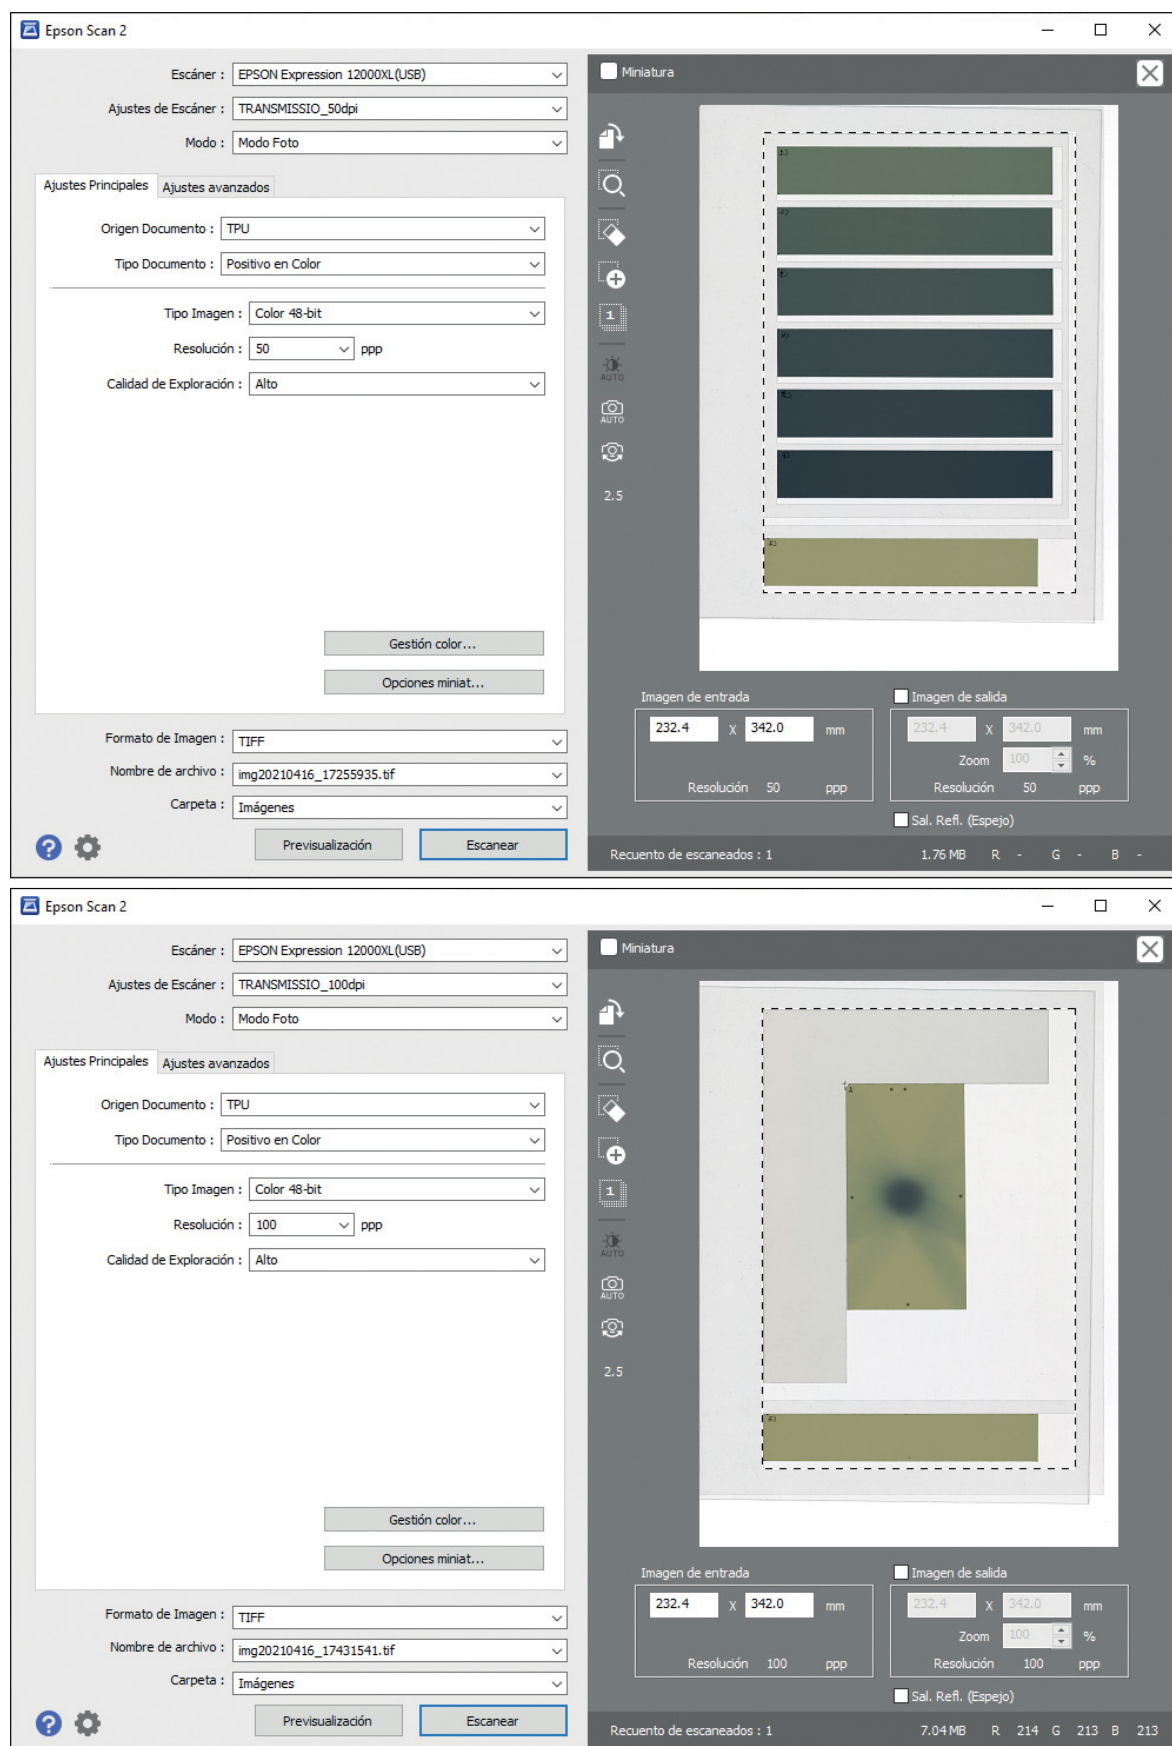 Epson Scan 2
Escáner : EPSON Expression 12000XL(USB)
Ajustes de Escáner : TRANSMISSIO_50dpi
Modo : Modo Foto
Ajustes Principales Ajustes avanzados
Origen Documento : TPU
Tipo Documento : Positivo en Color
Tipo Imagen : Color 48-bit
Resolución : 50 ppp
Calidad de Exploración : Alto
Gestión color...
Opciones miniat...
Formato de Imagen : TIFF
Nombre de archivo : img20210416_17255935.tif
Carpeta : Imágenes
Previsualización Escanear
Miniatura
1
AUTO
AUTO
2.5
Imagen de entrada Imagen de salida
232.4 X 342.0 mm 232.4 X 342.0 mm
Zoom 100 %
Resolución 50 ppp Resolución 50 ppp
Sal. Refl. (Espejo)
Recuento de escaneados : 1 1.76 MB R - G - B -
Epson Scan 2
Escáner : EPSON Expression 12000XL(USB)
Ajustes de Escáner : TRANSMISSIO_100dpi
Modo : Modo Foto
Ajustes Principales Ajustes avanzados
Origen Documento : TPU
Tipo Documento : Positivo en Color
Tipo Imagen : Color 48-bit
Resolución : 100 ppp
Calidad de Exploración : Alto
Gestión color...
Opciones miniat...
Formato de Imagen : TIFF
Nombre de archivo : img20210416_17431541.tif
Carpeta : Imágenes
Previsualización Escanear
Miniatura
1
AUTO
AUTO
2.5
Imagen de entrada Imagen de salida
232.4 X 342.0 mm 232.4 X 342.0 mm
Zoom 100 %
Resolución 100 ppp Resolución 100 ppp
Sal. Refl. (Espejo)
Recuento de escaneados : 1 7.04 MB R 214 G 213 B 213